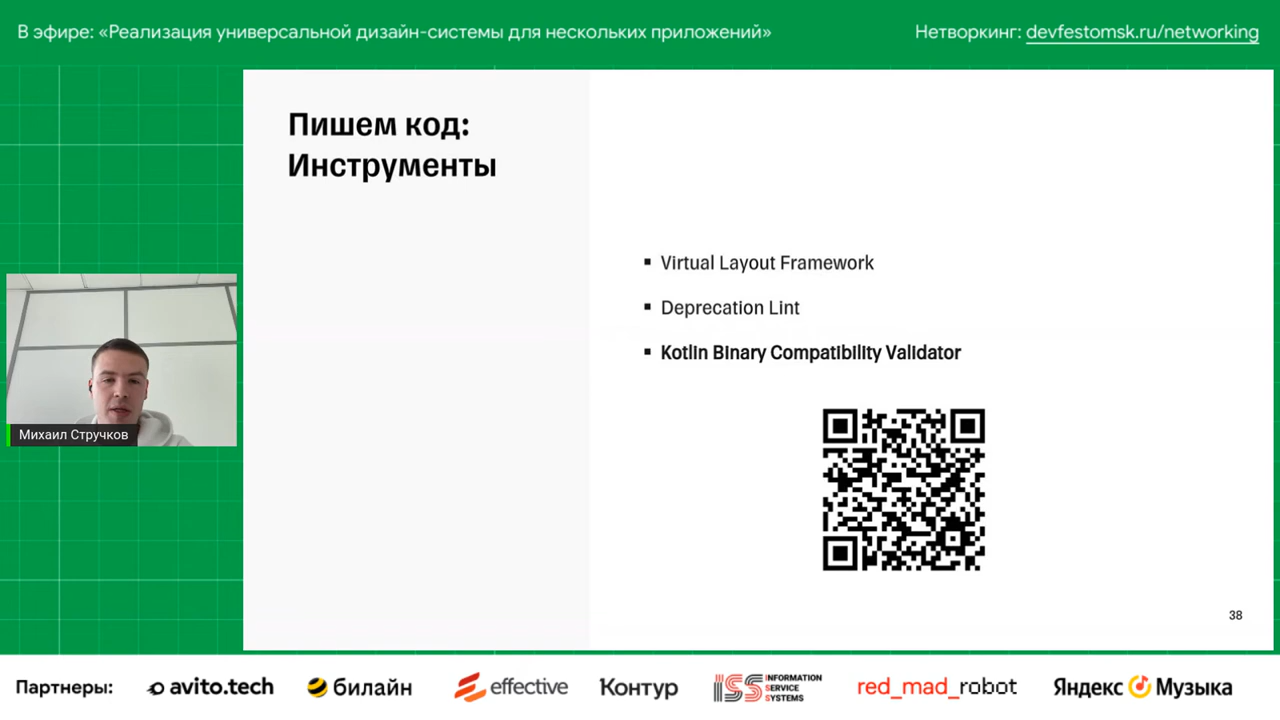 В эфире: «Реализация универсальной дизайн-системы для нескольких приложений»
Нетворкинг: devfestomsk.ru/networking
Пишем код:
Инструменты
▪ Virtual Layout Framework
▪ Deprecation Lint
▪ Kotlin Binary Compatibility Validator
Михаил Стручков
38
Партнеры:
avito.tech
билайн
effective
Контур
ISS INFORMATION
SERVICE
SYSTEMS
red_mad_robot
Яндекс Музыка